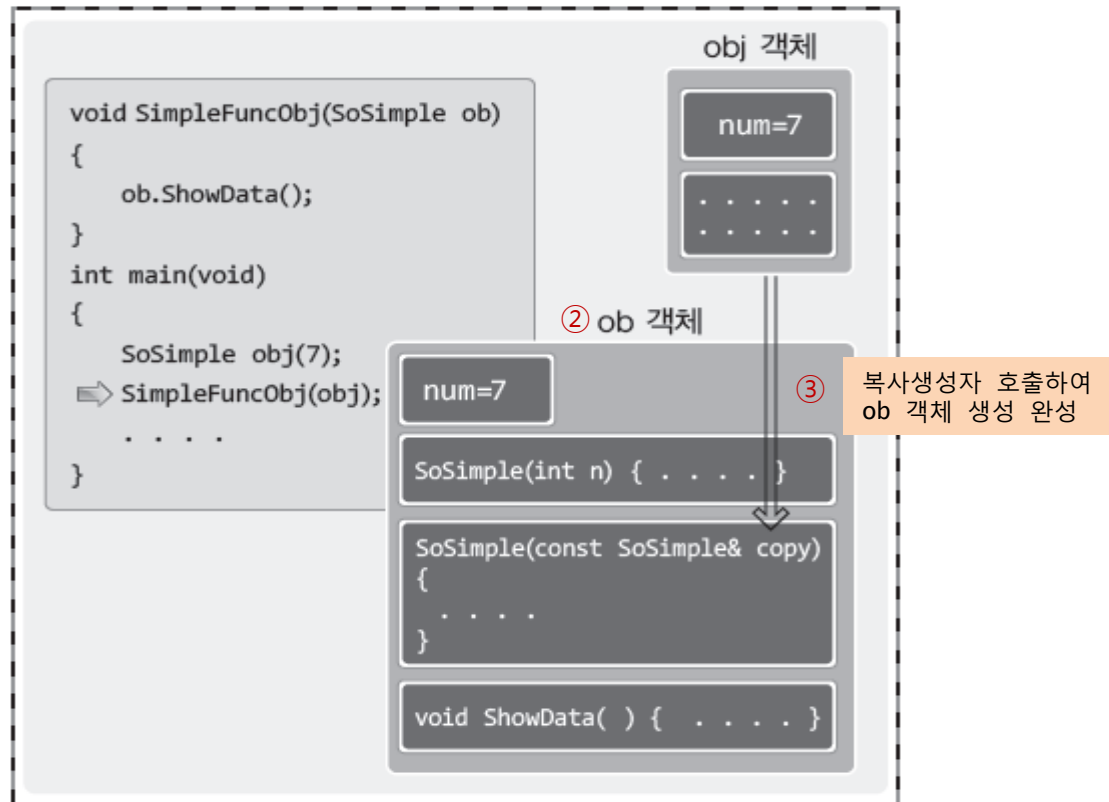 obj 객체
num=7
. . . . .
. . . . .
void SimpleFuncObj(SoSimple ob)
{
ob.ShowData();
}
int main(void)
{
SoSimple obj(7);
SimpleFuncObj(obj);
. . . .
}
② ob 객체
num=7
SoSimple(int n) { . . . . }
SoSimple(const SoSimple& copy)
{
. . . .
}
void ShowData( ) { . . . . }
③
복사생성자 호출하여
ob 객체 생성 완성